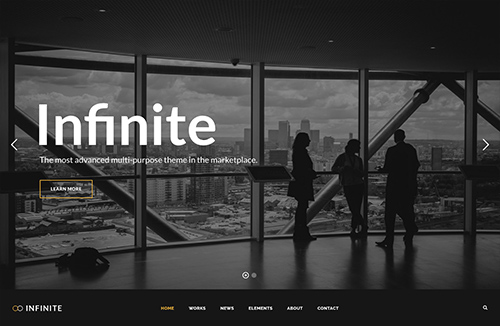 Infinite
The most advanced multi-purpose theme in the marketplace.
LEARN MORE
INFINITE
HOME WORKS NEWS ELEMENTS ABOUT CONTACT